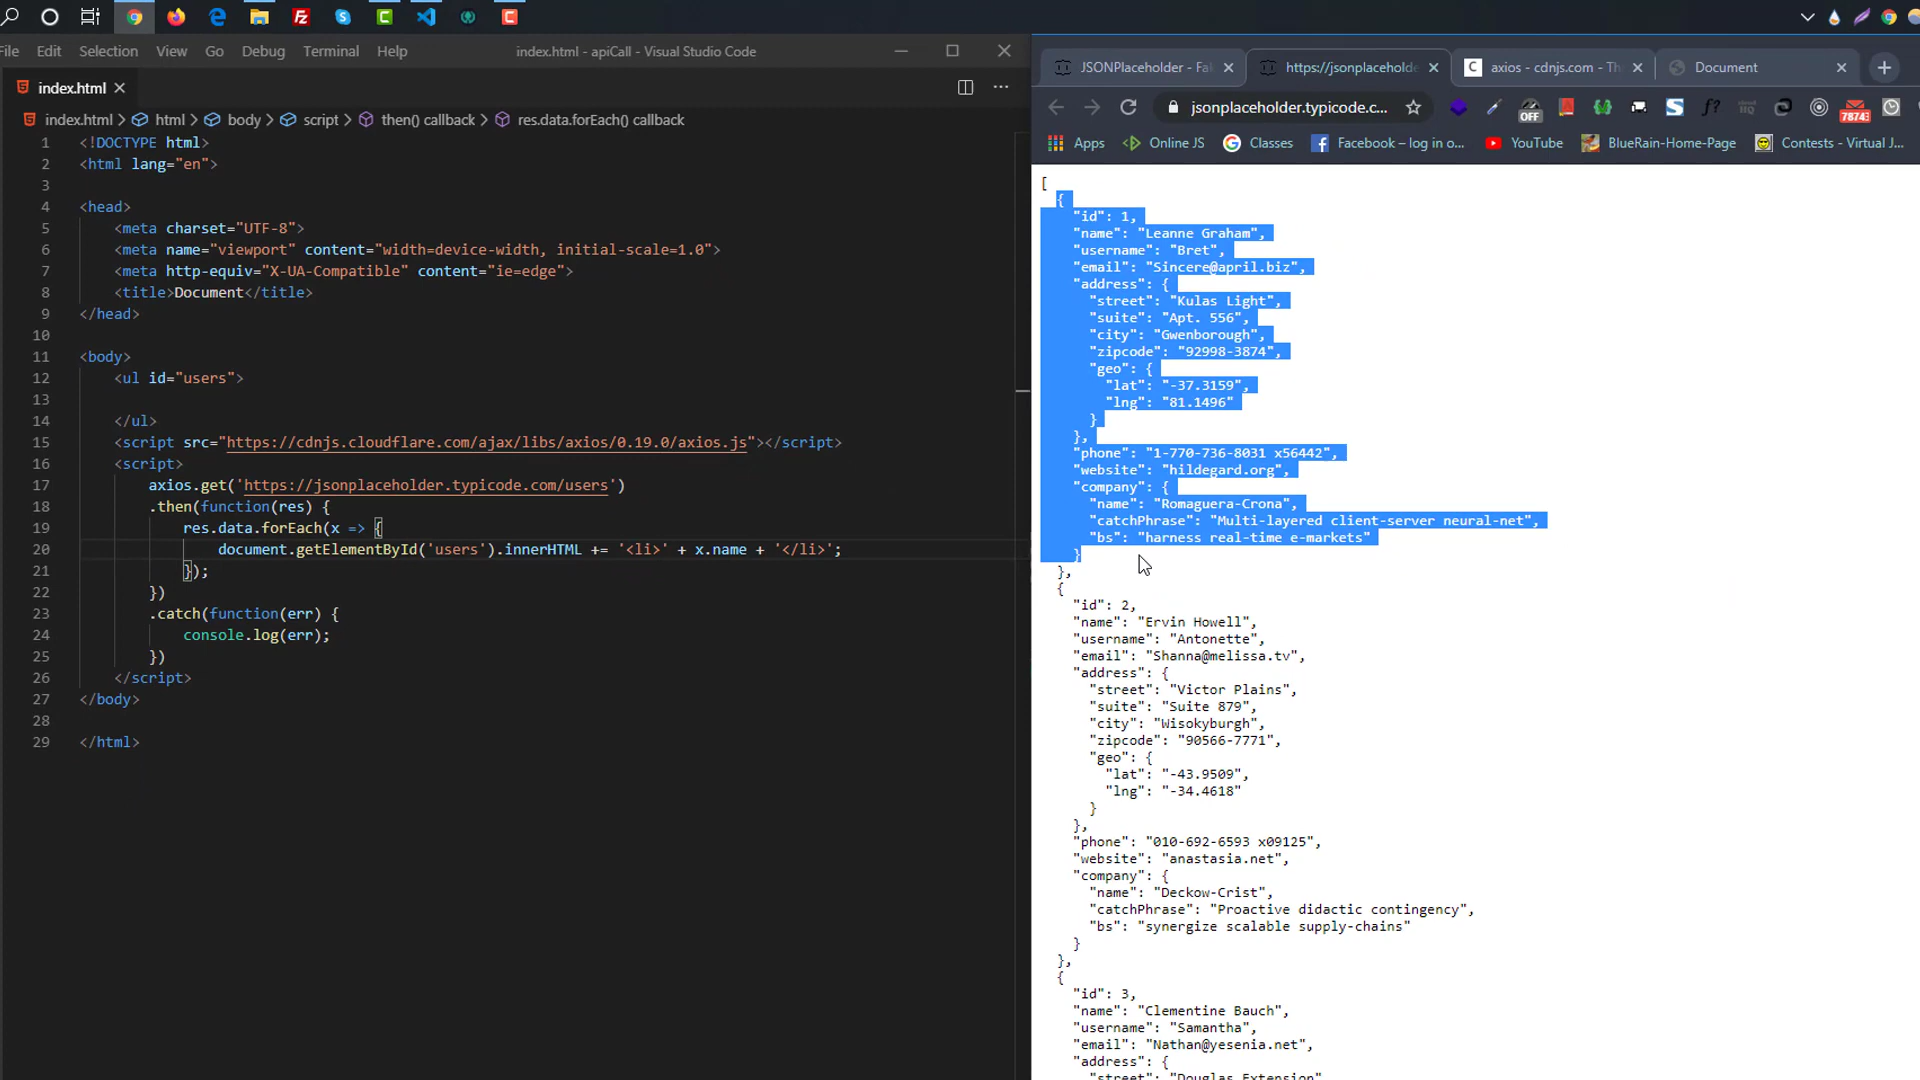 File Edit Selection View Go Debug Terminal Help index.html - apiCall - Visual Studio Code
index.html
index.html > html > body > script > then() callback > res.data.forEach() callback
1 <!DOCTYPE html>
2 <html lang="en">
3
4 <head>
5 <meta charset="UTF-8">
6 <meta name="viewport" content="width=device-width, initial-scale=1.0">
7 <meta http-equiv="X-UA-Compatible" content="ie=edge">
8 <title>Document</title>
9 </head>
10
11 <body>
12 <ul id="users">
13
14 </ul>
15 <script src="https://cdnjs.cloudflare.com/ajax/libs/axios/0.19.0/axios.js"></script>
16 <script>
17 axios.get('https://jsonplaceholder.typicode.com/users')
18 .then(function(res) {
19 res.data.forEach(x => {
20 document.getElementById('users').innerHTML += '<li>' + x.name + '</li>';
21 });
22 })
23 .catch(function(err) {
24 console.log(err);
25 })
26 </script>
27 </body>
28
29 </html>
JSONPlaceholder - Fak https://jsonplaceholde axios - cdnjs.com - Th Document
jsonplaceholder.typicode.c... OFF f? 78743
Apps Online JS Classes Facebook – log in o... YouTube BlueRain-Home-Page Contests - Virtual J...
[
{
"id": 1,
"name": "Leanne Graham",
"username": "Bret",
"email": "Sincere@april.biz",
"address": {
"street": "Kulas Light",
"suite": "Apt. 556",
"city": "Gwenborough",
"zipcode": "92998-3874",
"geo": {
"lat": "-37.3159",
"lng": "81.1496"
}
},
"phone": "1-770-736-8031 x56442",
"website": "hildegard.org",
"company": {
"name": "Romaguera-Crona",
"catchPhrase": "Multi-layered client-server neural-net",
"bs": "harness real-time e-markets"
}
},
{
"id": 2,
"name": "Ervin Howell",
"username": "Antonette",
"email": "Shanna@melissa.tv",
"address": {
"street": "Victor Plains",
"suite": "Suite 879",
"city": "Wisokyburgh",
"zipcode": "90566-7771",
"geo": {
"lat": "-43.9509",
"lng": "-34.4618"
}
},
"phone": "010-692-6593 x09125",
"website": "anastasia.net",
"company": {
"name": "Deckow-Crist",
"catchPhrase": "Proactive didactic contingency",
"bs": "synergize scalable supply-chains"
}
},
{
"id": 3,
"name": "Clementine Bauch",
"username": "Samantha",
"email": "Nathan@yesenia.net",
"address": {
"street": "Douglas Extension"